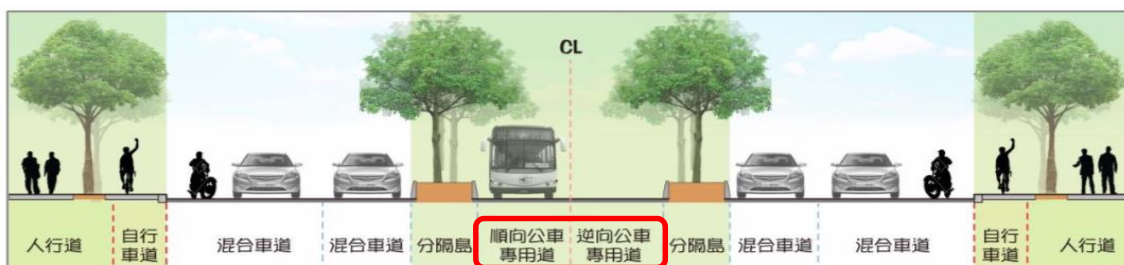 CL
人行道
自行
車道
混合車道
混合車道
分隔島
順向公車
專用道
逆向公車
專用道
分隔島
混合車道
混合車道
自行
車道
人行道